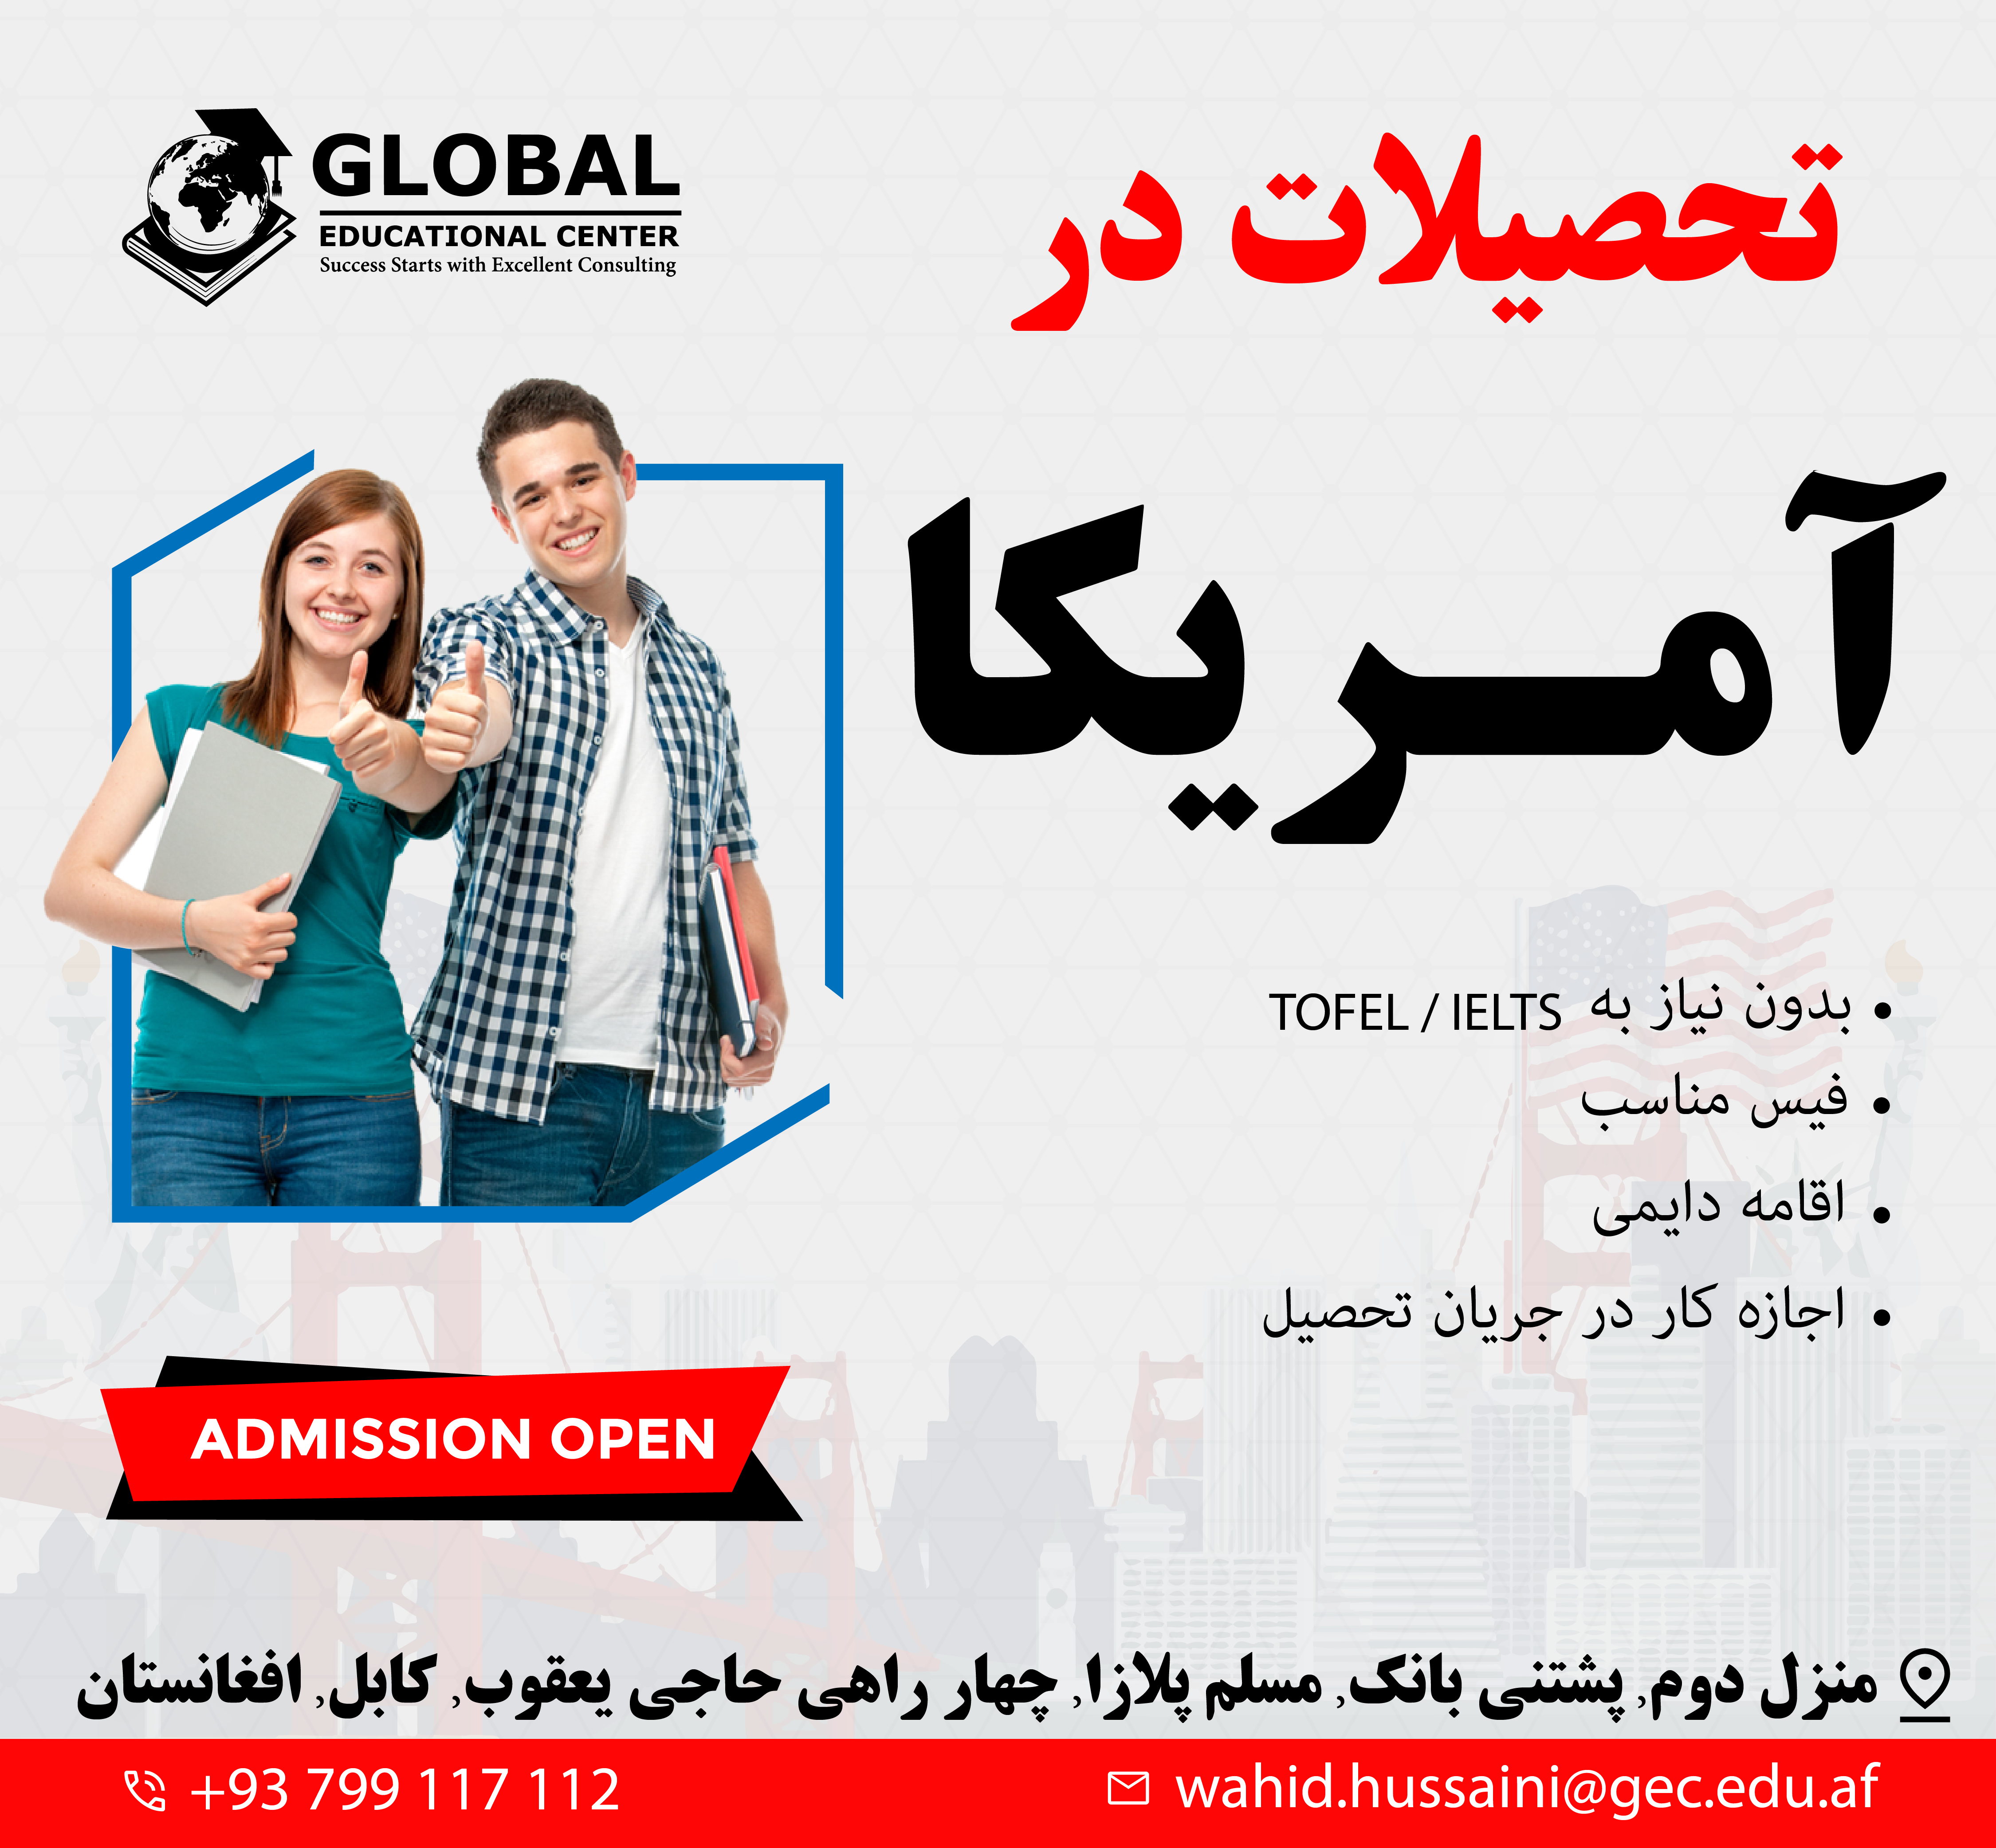 GLOBAL
EDUCATIONAL CENTER
Success Starts with Excellent Consulting
تحصیلات در
آمریکا
بدون نیاز به TOFEL / IELTS
فیس مناسب
اقامه دایمی
اجازه کار در جریان تحصیل
ADMISSION OPEN
منزل دوم, پشتنی بانک, مسلم پلازا, چهار راهی حاجی یعقوب, کابل, افغانستان
+93 799 117 112
wahid.hussaini@gec.edu.af